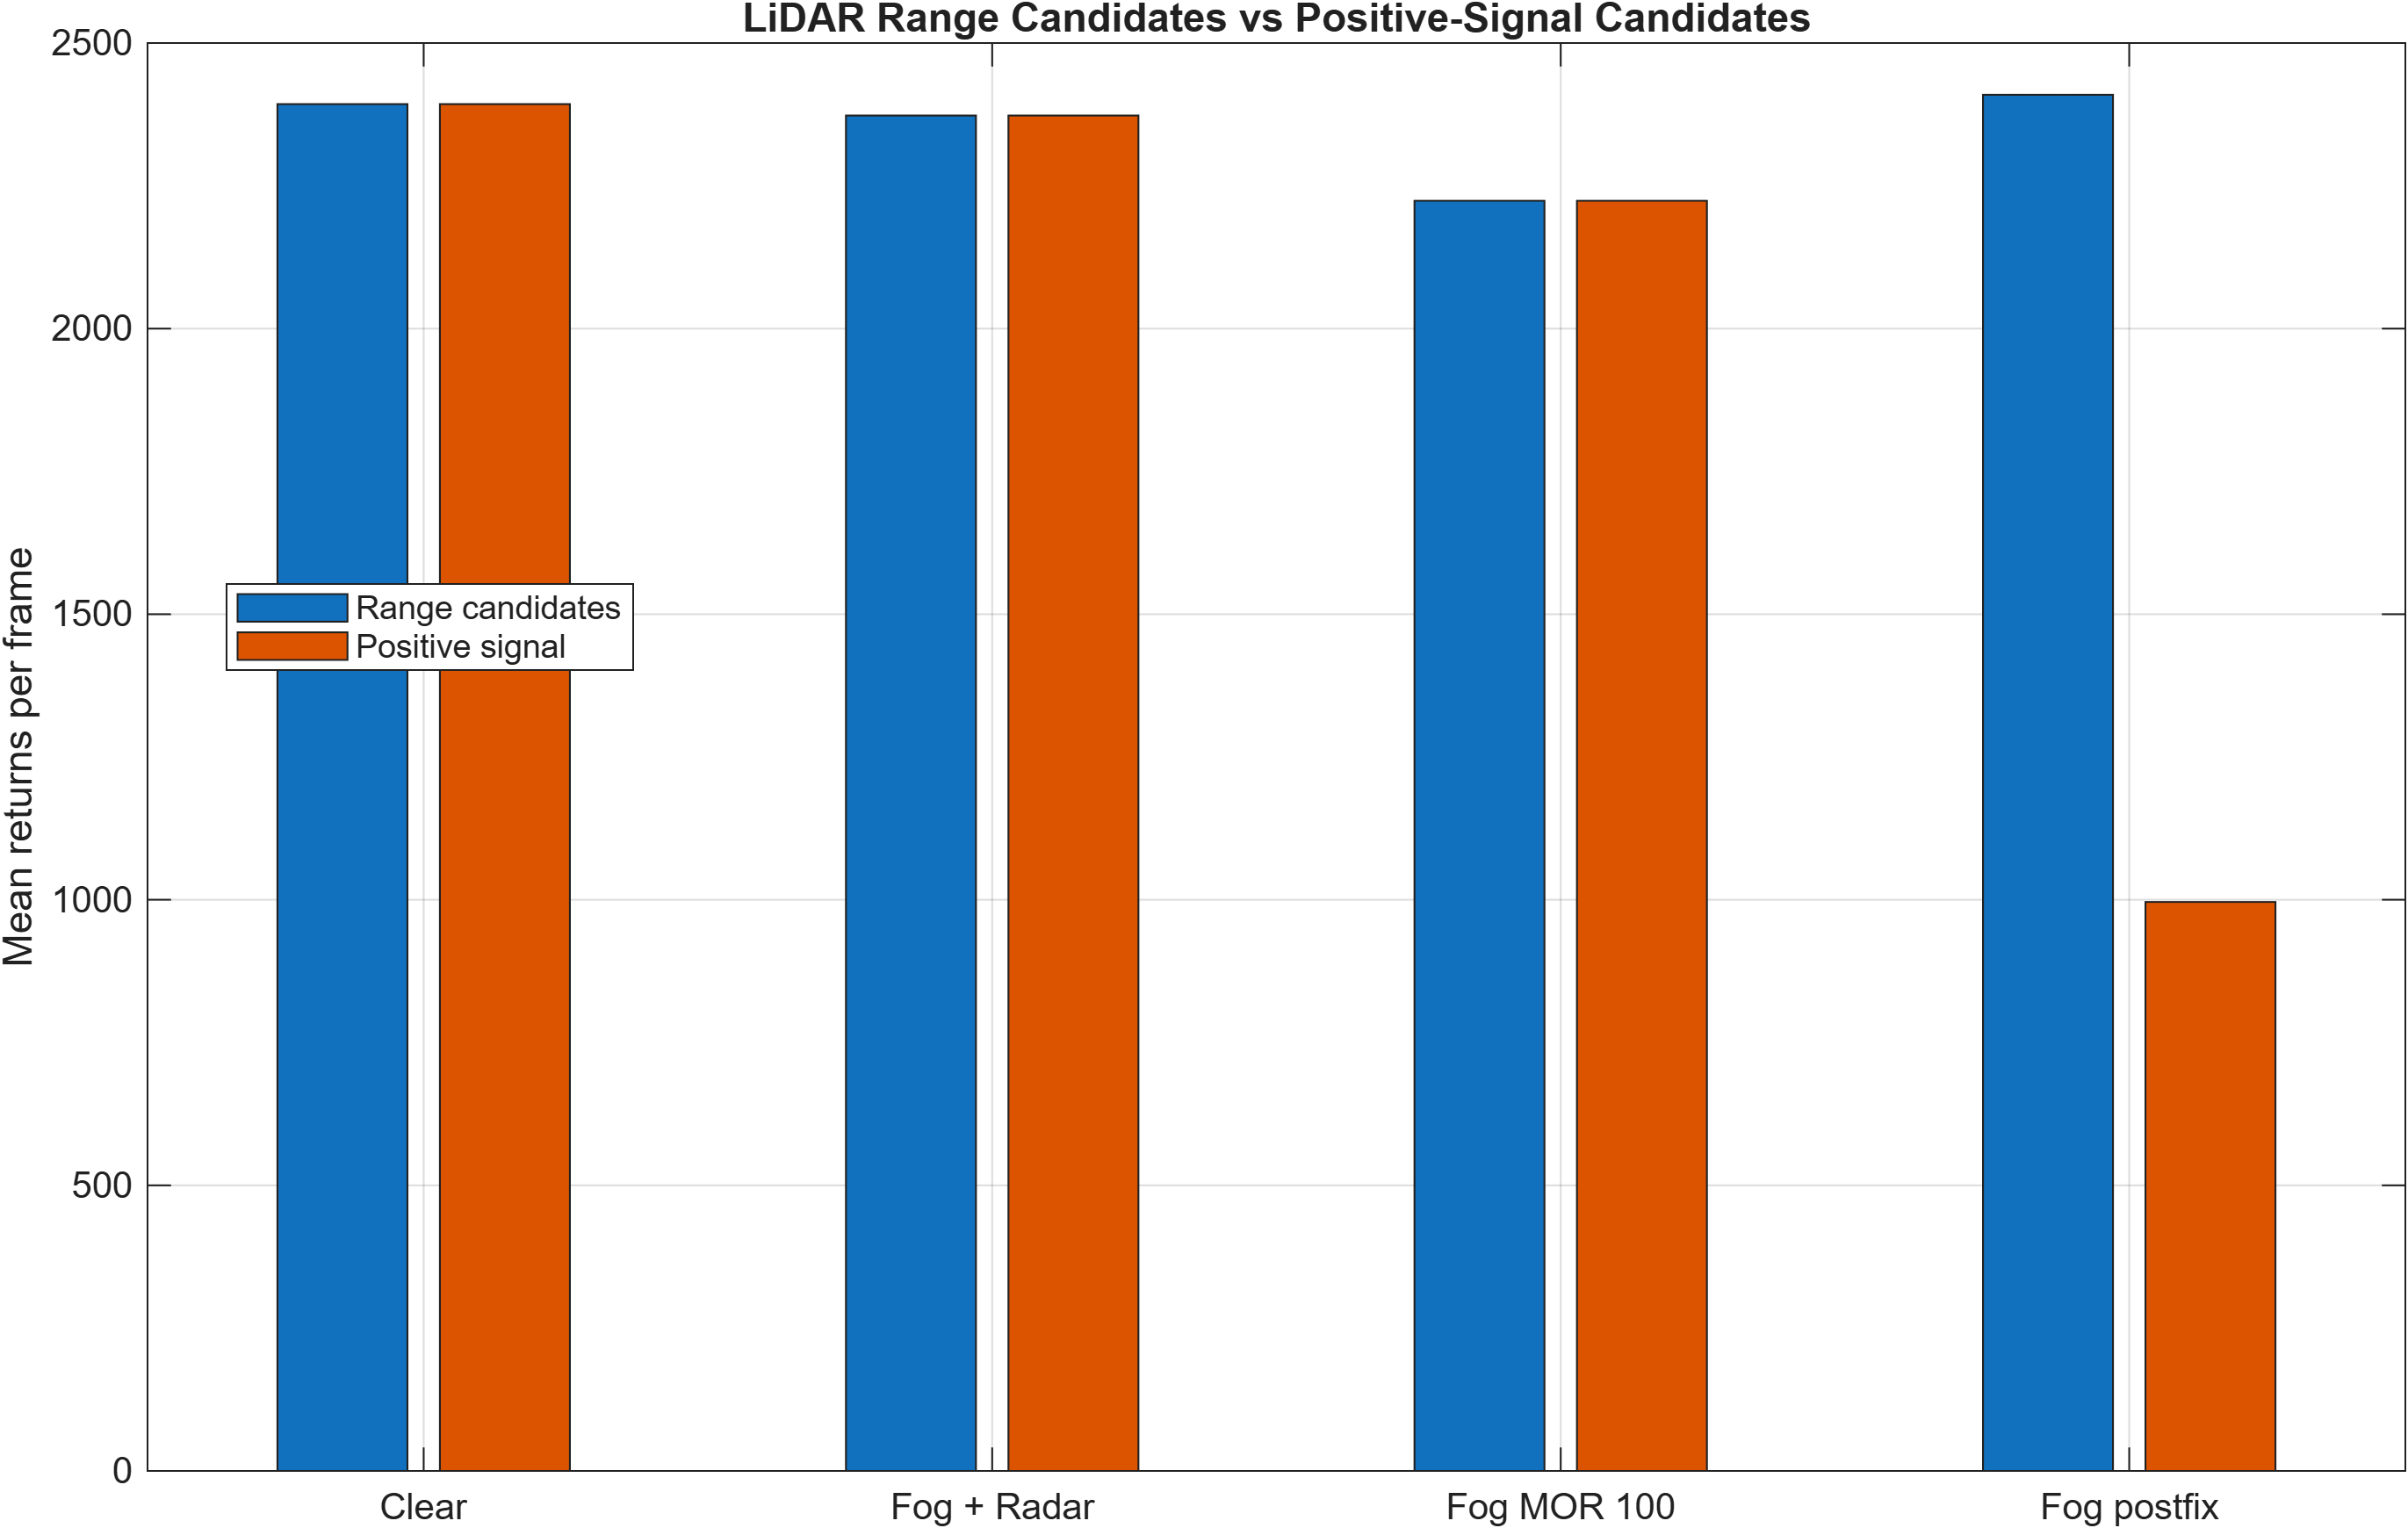 LiDAR Range Candidates vs Positive-Signal Candidates
2500
2000
1500
1000
500
0
Mean returns per frame
Range candidates
Positive signal
Clear
Fog + Radar
Fog MOR 100
Fog postfix